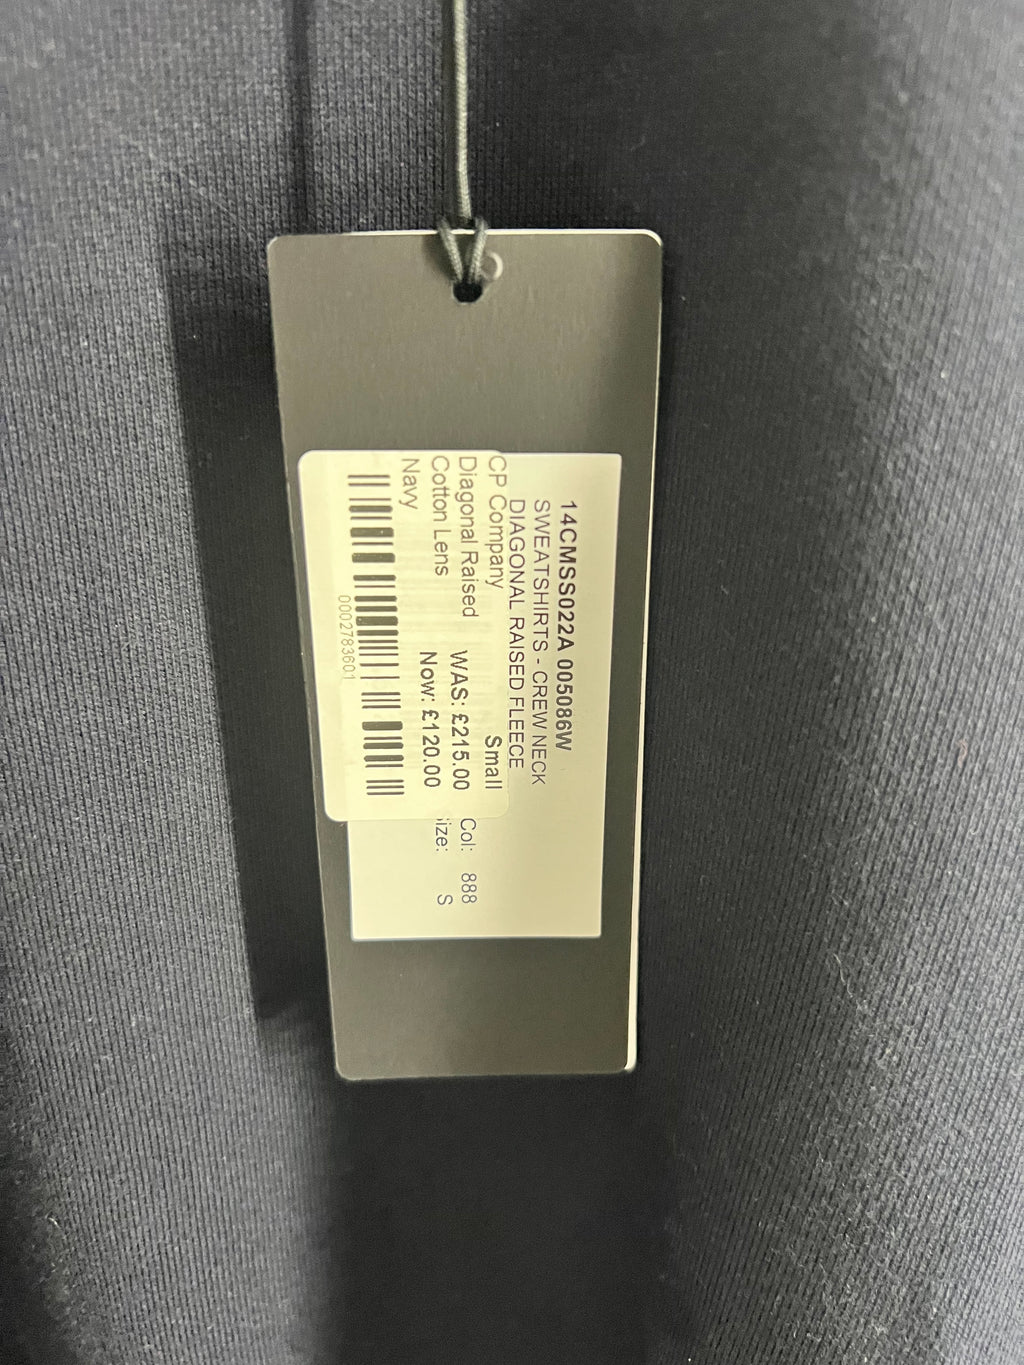 14CMSS022A 005086W
SWEATSHIRTS - CREW NECK
DIAGONAL RAISED FLEECE
Col: 888
ize: S
CP Company
Small
Diagonal Raised
WAS: £215.00
Cotton Lens
Now: £120.00
Navy
0002783601